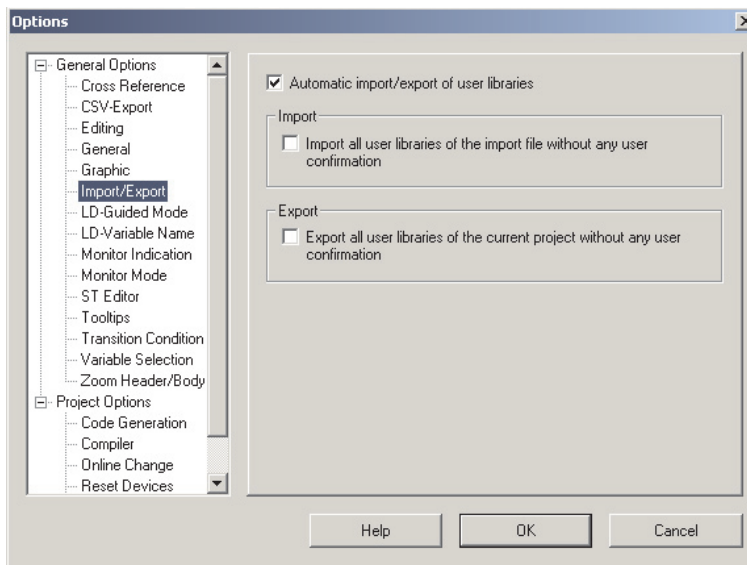 Options
General Options
Cross Reference
CSV-Export
Editing
General
Graphic
Import/Export
LD-Guided Mode
LD-Variable Name
Monitor Indication
Monitor Mode
ST Editor
Tooltips
Transition Condition
Variable Selection
Zoom Header/Body
Project Options
Code Generation
Compiler
Online Change
Reset Devices
Automatic import/export of user libraries
Import
Import all user libraries of the import file without any user
confirmation
Export
Export all user libraries of the current project without any user
confirmation
Help
OK
Cancel